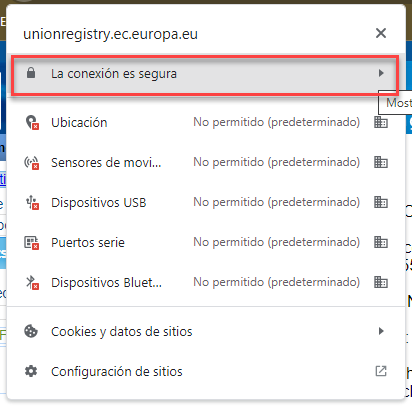 unionregistry.ec.europa.eu
La conexión es segura
Most
Ubicación No permitido (predeterminado)
Sensores de movi... No permitido (predeterminado)
Dispositivos USB No permitido (predeterminado)
Puertos serie No permitido (predeterminado)
Dispositivos Bluet... No permitido (predeterminado)
Cookies y datos de sitios
Configuración de sitios